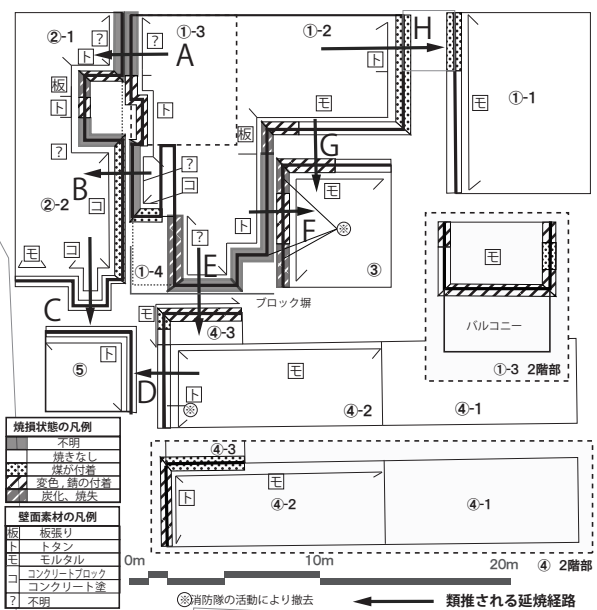 ②-1
?
ト
A
?
①-3
①-2
H
ト
板
ト
ト
モ
モ
①-1
板
G
?
B
?
コ
モ
②-2
コ
ト
F
※
コ
?
E
モ
①-4
③
モ
バルコニー
①-3 2階部
C
ブロック塀
モ
④-3
⑤
ト
D
モ
ト
※
④-2
④-1
焼損状態の凡例
不明
焼きなし
煤が付着
変色,錆の付着
炭化、焼失
④-3
ト
モ
④-2
④-1
④ 2階部
壁面素材の凡例
板 板張り
ト トタン
モ モルタル
コ コンクリートブロック
コンクリート塗
? 不明
0m
10m
20m
※消防隊の活動により撤去
類推される延焼経路